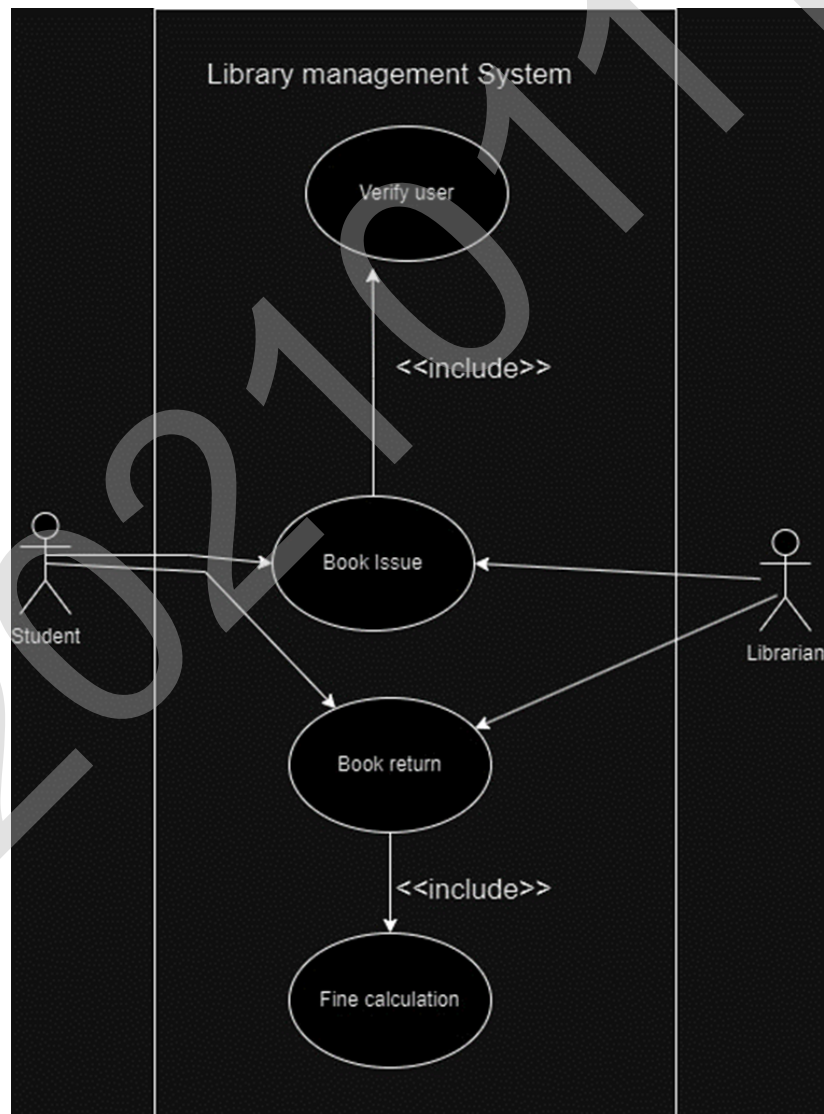 Library management System
Verify user
<<include>>
Book Issue
Student
Librarian
Book return
<<include>>
Fine calculation